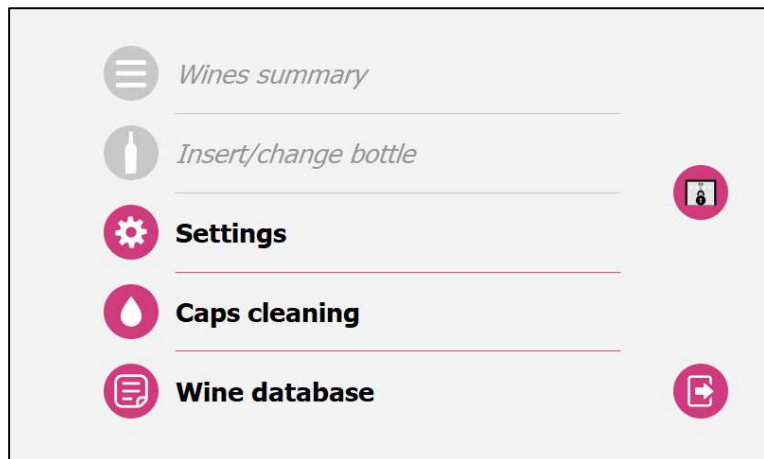 Wines summary
Insert/change bottle
Settings
Caps cleaning
Wine database